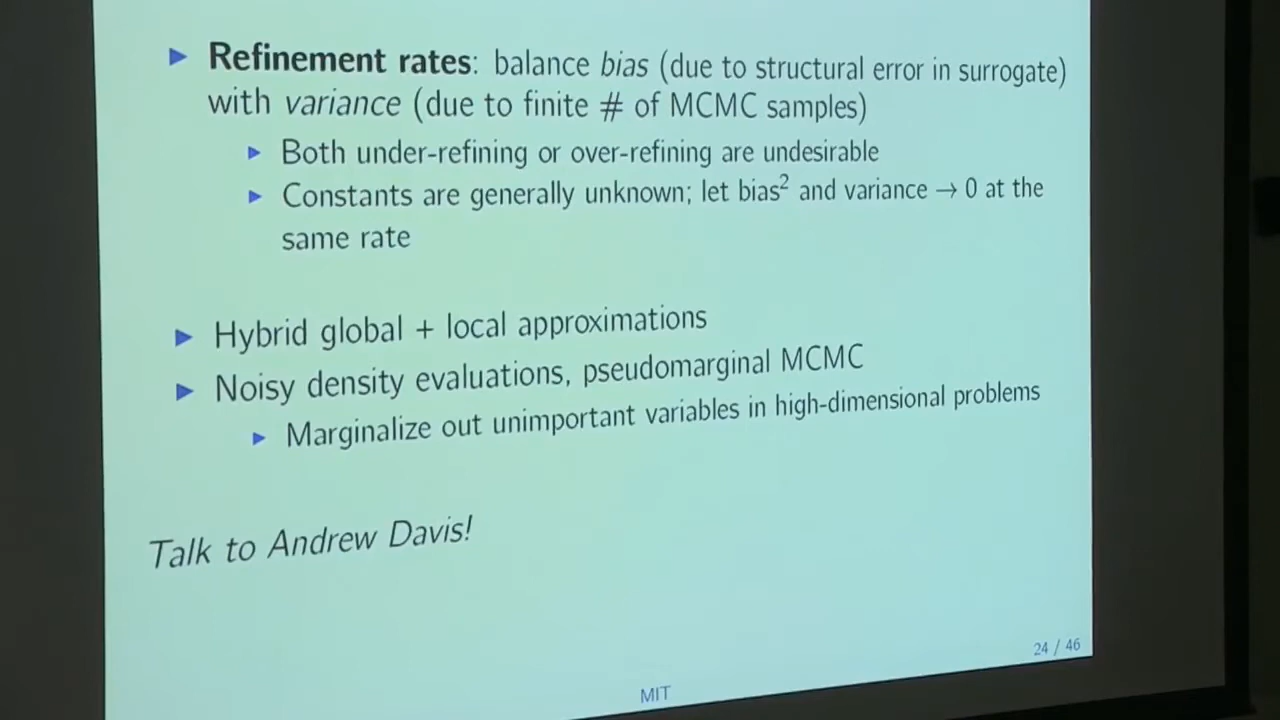 ▶ Refinement rates: balance bias (due to structural error in surrogate)
with variance (due to finite # of MCMC samples)
▶ Both under-refining or over-refining are undesirable
▶ Constants are generally unknown; let bias² and variance → 0 at the
same rate
▶ Hybrid global + local approximations
▶ Noisy density evaluations, pseudomarginal MCMC
▶ Marginalize out unimportant variables in high-dimensional problems
Talk to Andrew Davis!
24 / 46
MIT